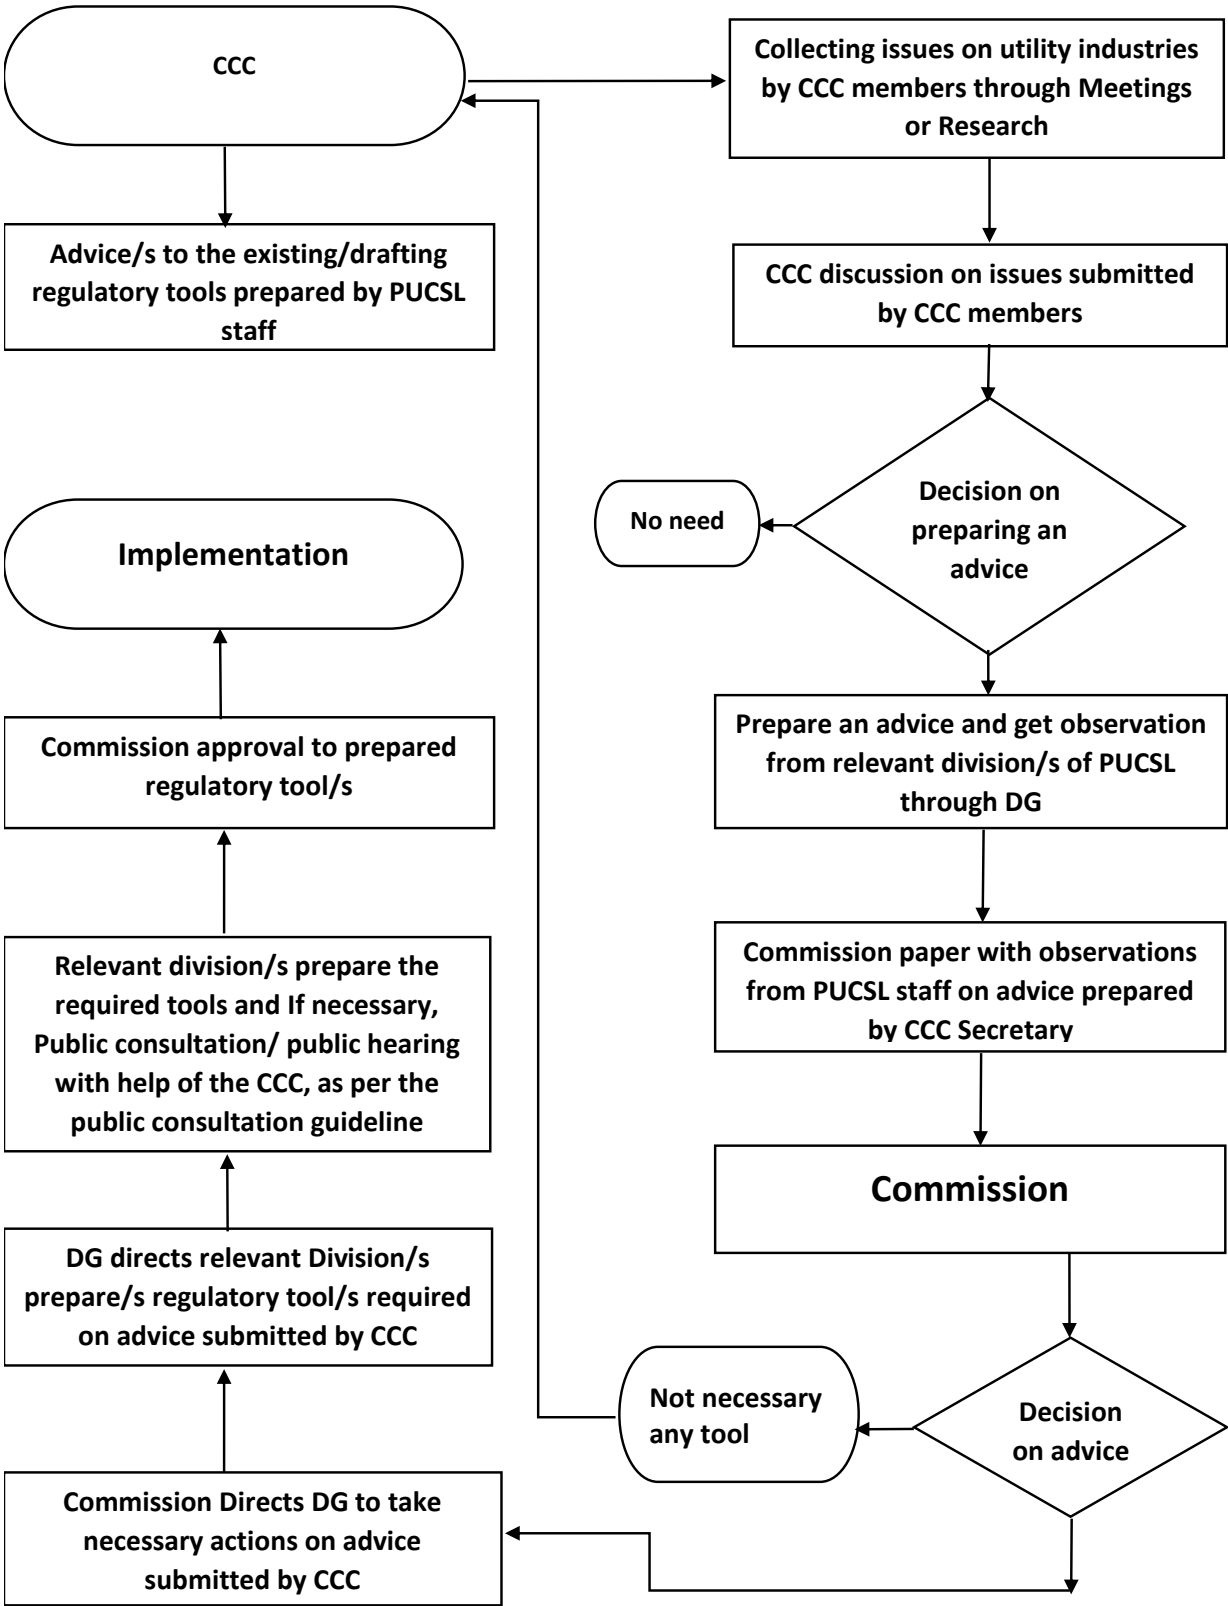 CCC
Collecting issues on utility industries
by CCC members through Meetings
or Research
Advice/s to the existing/drafting
regulatory tools prepared by PUCSL
staff
CCC discussion on issues submitted
by CCC members
Decision on
preparing an
advice
No need
Implementation
Prepare an advice and get observation
from relevant division/s of PUCSL
through DG
Commission approval to prepared
regulatory tool/s
Commission paper with observations
from PUCSL staff on advice prepared
by CCC Secretary
Relevant division/s prepare the
required tools and If necessary,
Public consultation/ public hearing
with help of the CCC, as per the
public consultation guideline
Commission
DG directs relevant Division/s
prepare/s regulatory tool/s required
on advice submitted by CCC
Not necessary
any tool
Decision
on advice
Commission Directs DG to take
necessary actions on advice
submitted by CCC